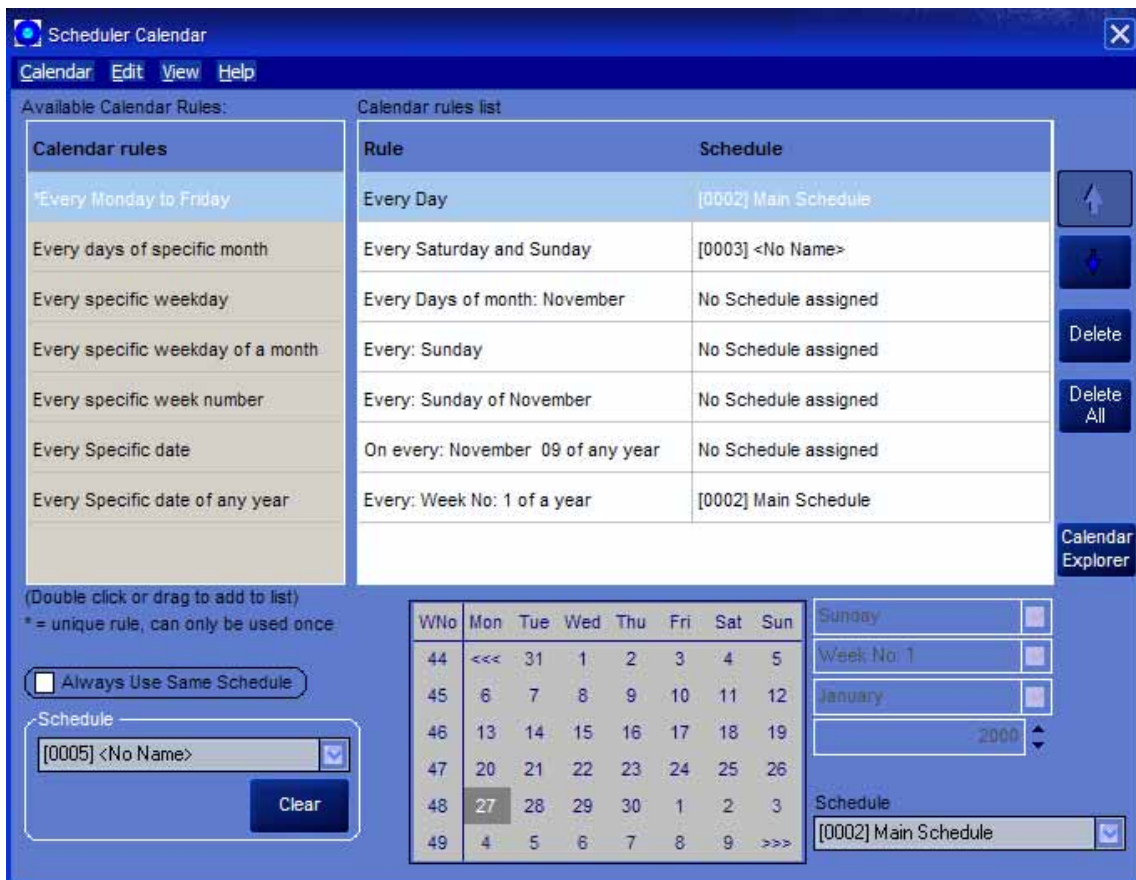 Scheduler Calendar
Calendar Edit View Help
Available Calendar Rules:
Calendar rules
*Every Monday to Friday
Every days of specific month
Every specific weekday
Every specific weekday of a month
Every specific week number
Every Specific date
Every Specific date of any year
(Double click or drag to add to list)
* = unique rule, can only be used once
Always Use Same Schedule
Schedule
[0005] <No Name>
Clear
Calendar rules list
Rule Schedule
Every Day [0002] Main Schedule
Every Saturday and Sunday [0003] <No Name>
Every Days of month: November No Schedule assigned
Every: Sunday No Schedule assigned
Every: Sunday of November No Schedule assigned
On every: November 09 of any year No Schedule assigned
Every: Week No: 1 of a year [0002] Main Schedule
Delete
Delete
All
Calendar
Explorer
WNo Mon Tue Wed Thu Fri Sat Sun
44 <<< 31 1 2 3 4 5
45 6 7 8 9 10 11 12
46 13 14 15 16 17 18 19
47 20 21 22 23 24 25 26
48 27 28 29 30 1 2 3
49 4 5 6 7 8 9 >>>
Sunday
Week No: 1
January
2000
Schedule
[0002] Main Schedule